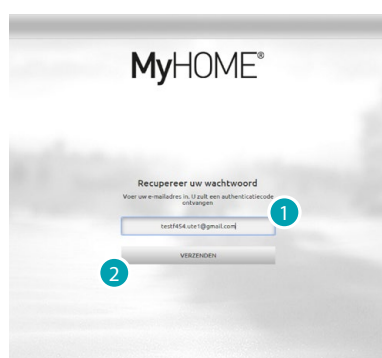 MyHOME®
Recupereer uw wachtwoord
Voer uw e-mailadres in. U zult een authenticatiecode
ontvangen
1
testf454.ute1@gmail.com
VERZENDEN
2